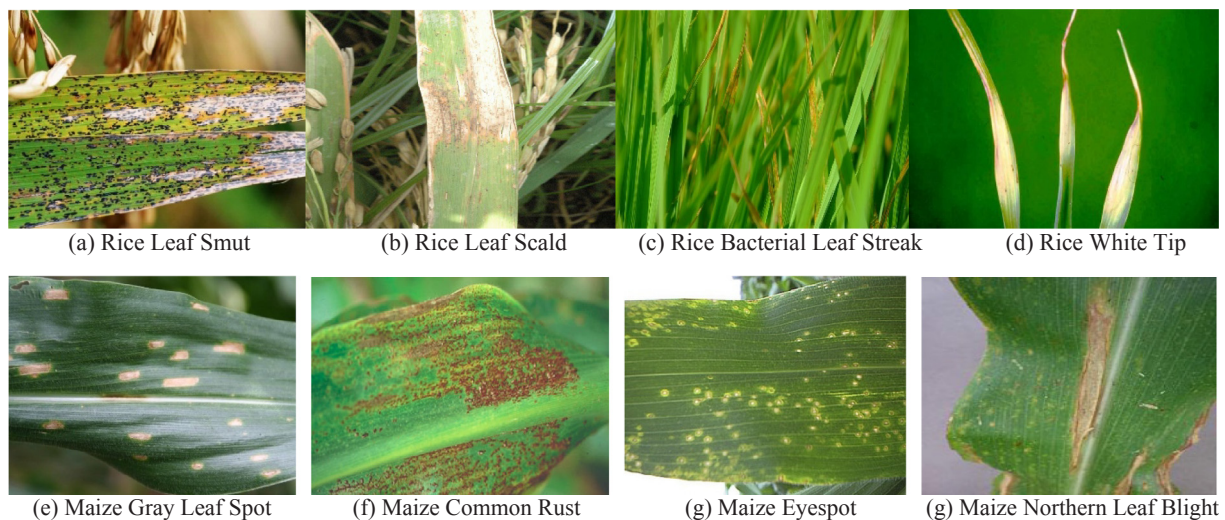 (a) Rice Leaf Smut
(b) Rice Leaf Scald
(c) Rice Bacterial Leaf Streak
(d) Rice White Tip
(e) Maize Gray Leaf Spot
(f) Maize Common Rust
(g) Maize Eyespot
(g) Maize Northern Leaf Blight